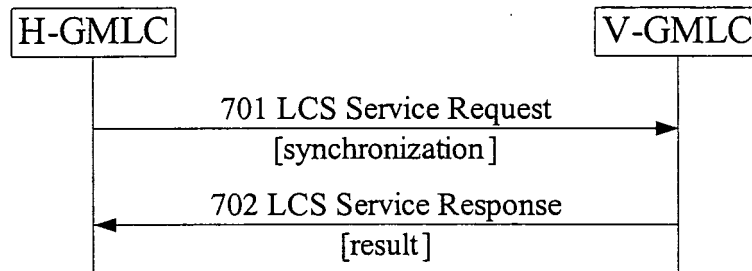 H-GMLC
V-GMLC
701 LCS Service Request
[synchronization]
702 LCS Service Response
[result]